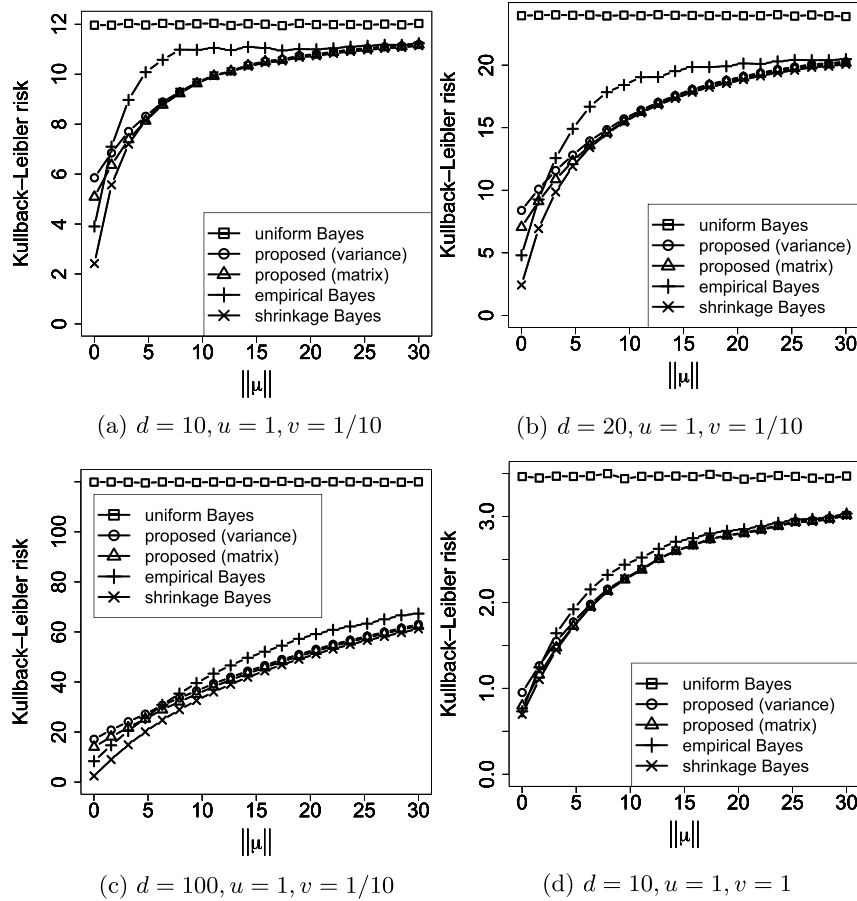 Kullback–Leibler risk
0 2 4 6 8 10 12
uniform Bayes
proposed (variance)
proposed (matrix)
empirical Bayes
shrinkage Bayes
0 5 10 15 20 25 30
||μ||
(a) d = 10, u = 1, v = 1/10
Kullback–Leibler risk
0 5 10 15 20
uniform Bayes
proposed (variance)
proposed (matrix)
empirical Bayes
shrinkage Bayes
0 5 10 15 20 25 30
||μ||
(b) d = 20, u = 1, v = 1/10
Kullback–Leibler risk
0 20 40 60 80 100
uniform Bayes
proposed (variance)
proposed (matrix)
empirical Bayes
shrinkage Bayes
0 5 10 15 20 25 30
||μ||
(c) d = 100, u = 1, v = 1/10
Kullback–Leibler risk
0.0 1.0 2.0 3.0
uniform Bayes
proposed (variance)
proposed (matrix)
empirical Bayes
shrinkage Bayes
0 5 10 15 20 25 30
||μ||
(d) d = 10, u = 1, v = 1